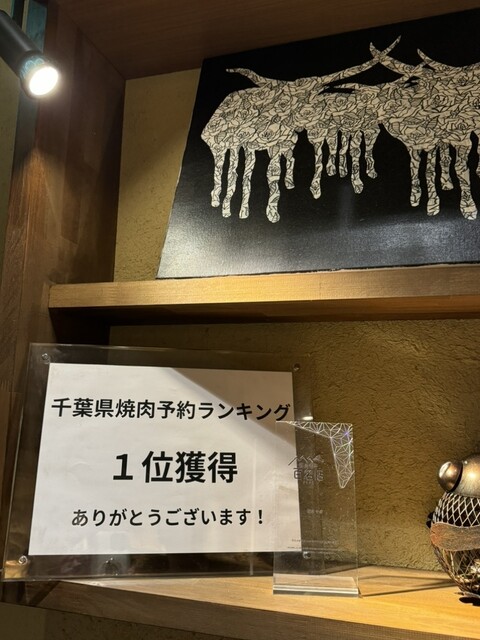 千葉県焼肉予約ランキング
1位獲得
ありがとうございます！